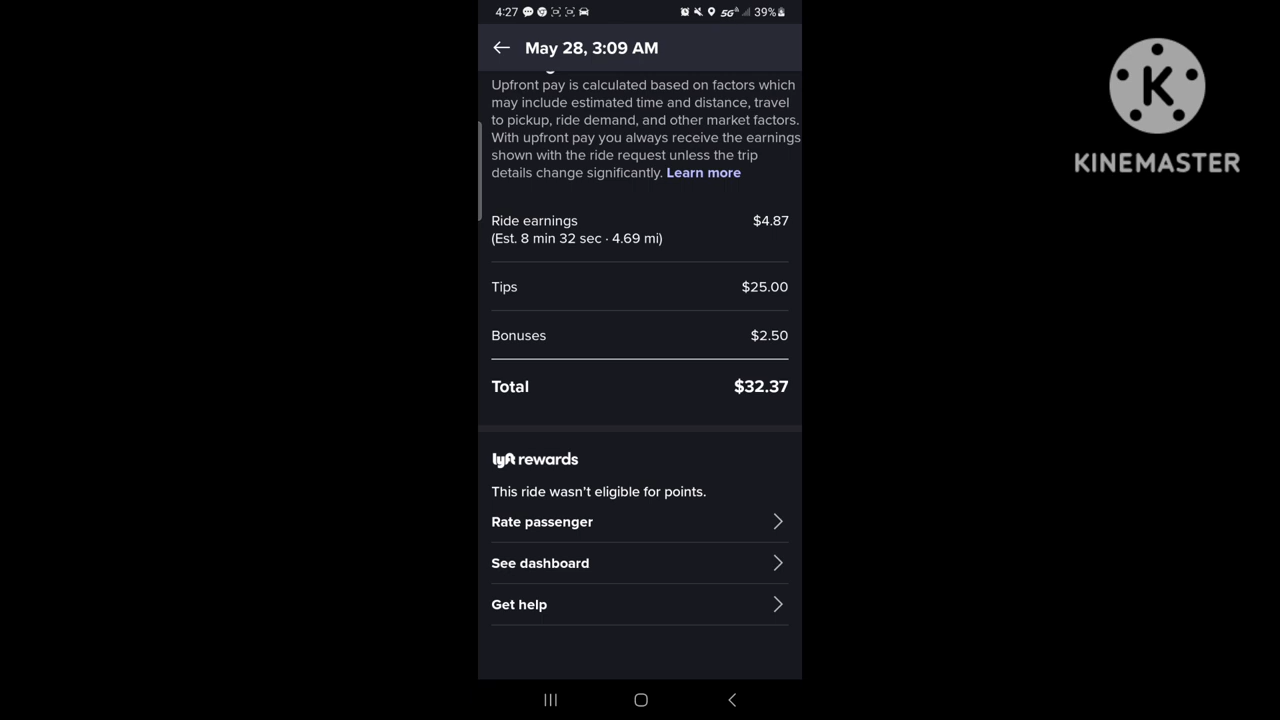 4:27 5G 39%
May 28, 3:09 AM
K
KINEMASTER
Upfront pay is calculated based on factors which
may include estimated time and distance, travel
to pickup, ride demand, and other market factors.
With upfront pay you always receive the earnings
shown with the ride request unless the trip
details change significantly. Learn more
Ride earnings $4.87
(Est. 8 min 32 sec · 4.69 mi)
Tips $25.00
Bonuses $2.50
Total $32.37
lyft rewards
This ride wasn’t eligible for points.
Rate passenger
See dashboard
Get help